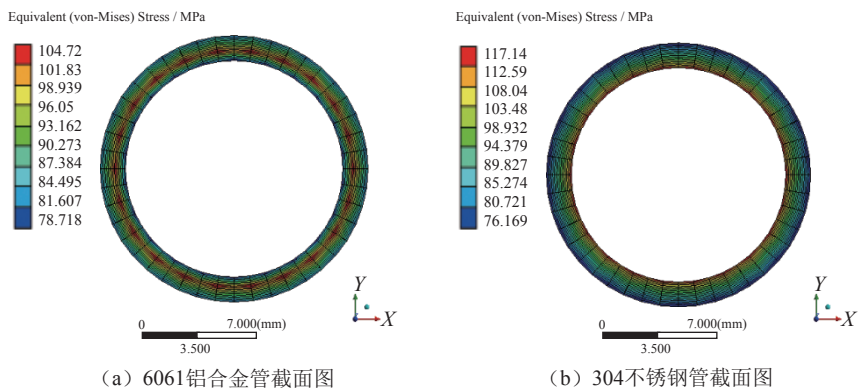 Equivalent (von-Mises) Stress / MPa
104.72
101.83
98.939
96.05
93.162
90.273
87.384
84.495
81.607
78.718
Y
X
0 7.000(mm)
3.500
(a) 6061铝合金管截面图
Equivalent (von-Mises) Stress / MPa
117.14
112.59
108.04
103.48
98.932
94.379
89.827
85.274
80.721
76.169
Y
X
0 7.000(mm)
3.500
(b) 304不锈钢管截面图